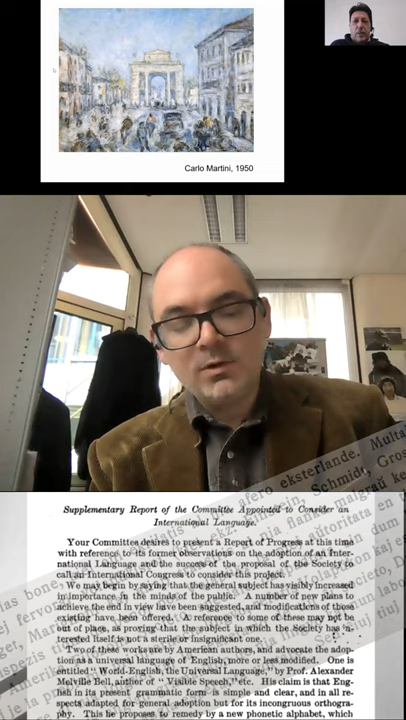 Carlo Martini, 1950
afero eksterlande. Multa
Schmidt, Gros
malgraŭ ke
Supplementary Report of the Committee Appointed to Consider an
International Language.
Your Committee desires to present a Report of Progress at this time
with reference to its former observations on the adoption of an Inter-
national Language and the success of the proposal of the Society to
call an International Congress to consider this project.
We may begin by saying that the general subject has visibly increased
in importance in the minds of the public. A number of new plans to
achieve the end in view have been suggested, and modifications of those
existing have been offered. A reference to some of these may not be
out of place, as proving that the subject in which the Society has in-
terested itself is not a sterile or insignificant one.
Two of these works are by American authors, and advocate the adop-
tion as a universal language of English, more or less modified. One is
entitled "World-English, the Universal Language," by Prof. Alexander
Melville Bell, author of "Visible Speech," etc. His claim is that Eng-
lish in its present grammatic form is simple and clear, and in all re-
spects adapted for general adoption but for its incongruous orthogra-
phy. This he proposes to remedy by a new phonetic alphabet, which